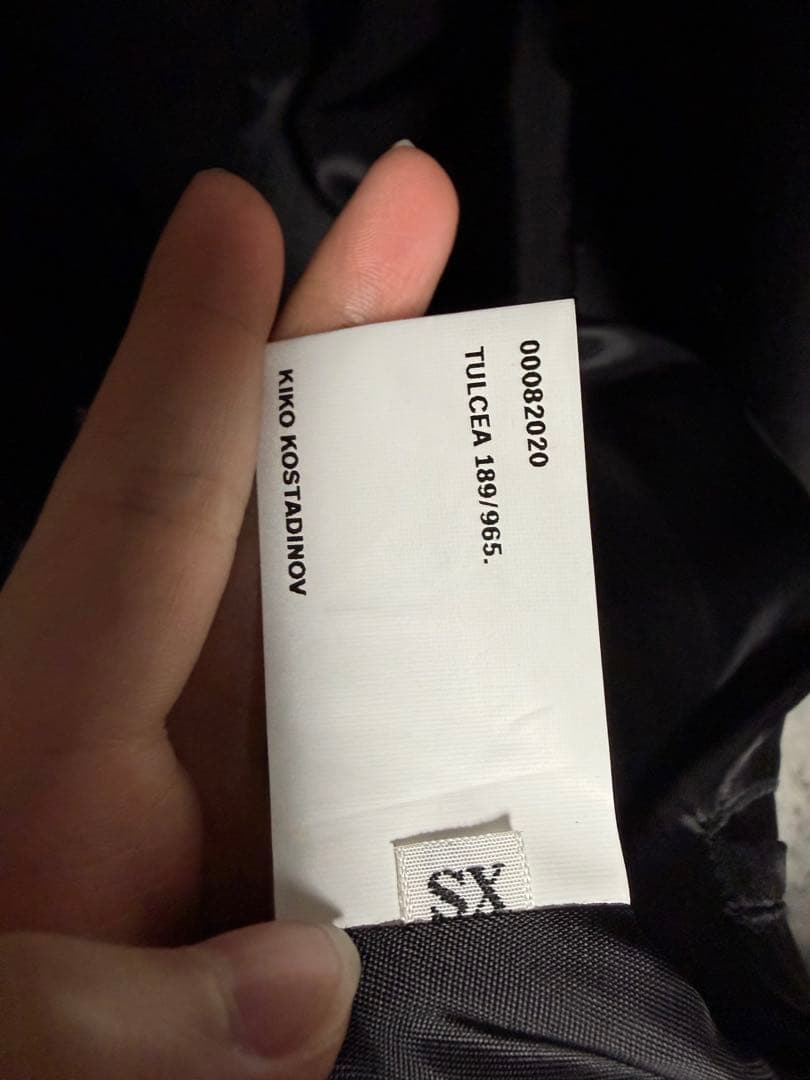 00082020
TULCEA 189/965.
KIKO KOSTADINOV
XS